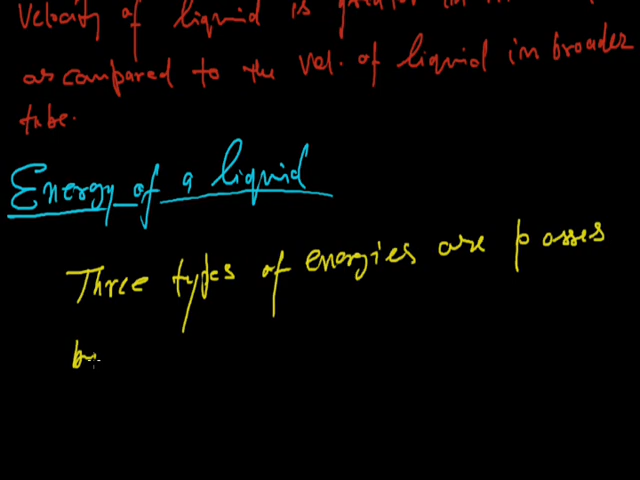 Velocity of liquid is greater in
as compared to the vel. of liquid in broader
tube.
Energy of a liquid
Three types of energies are posses
by